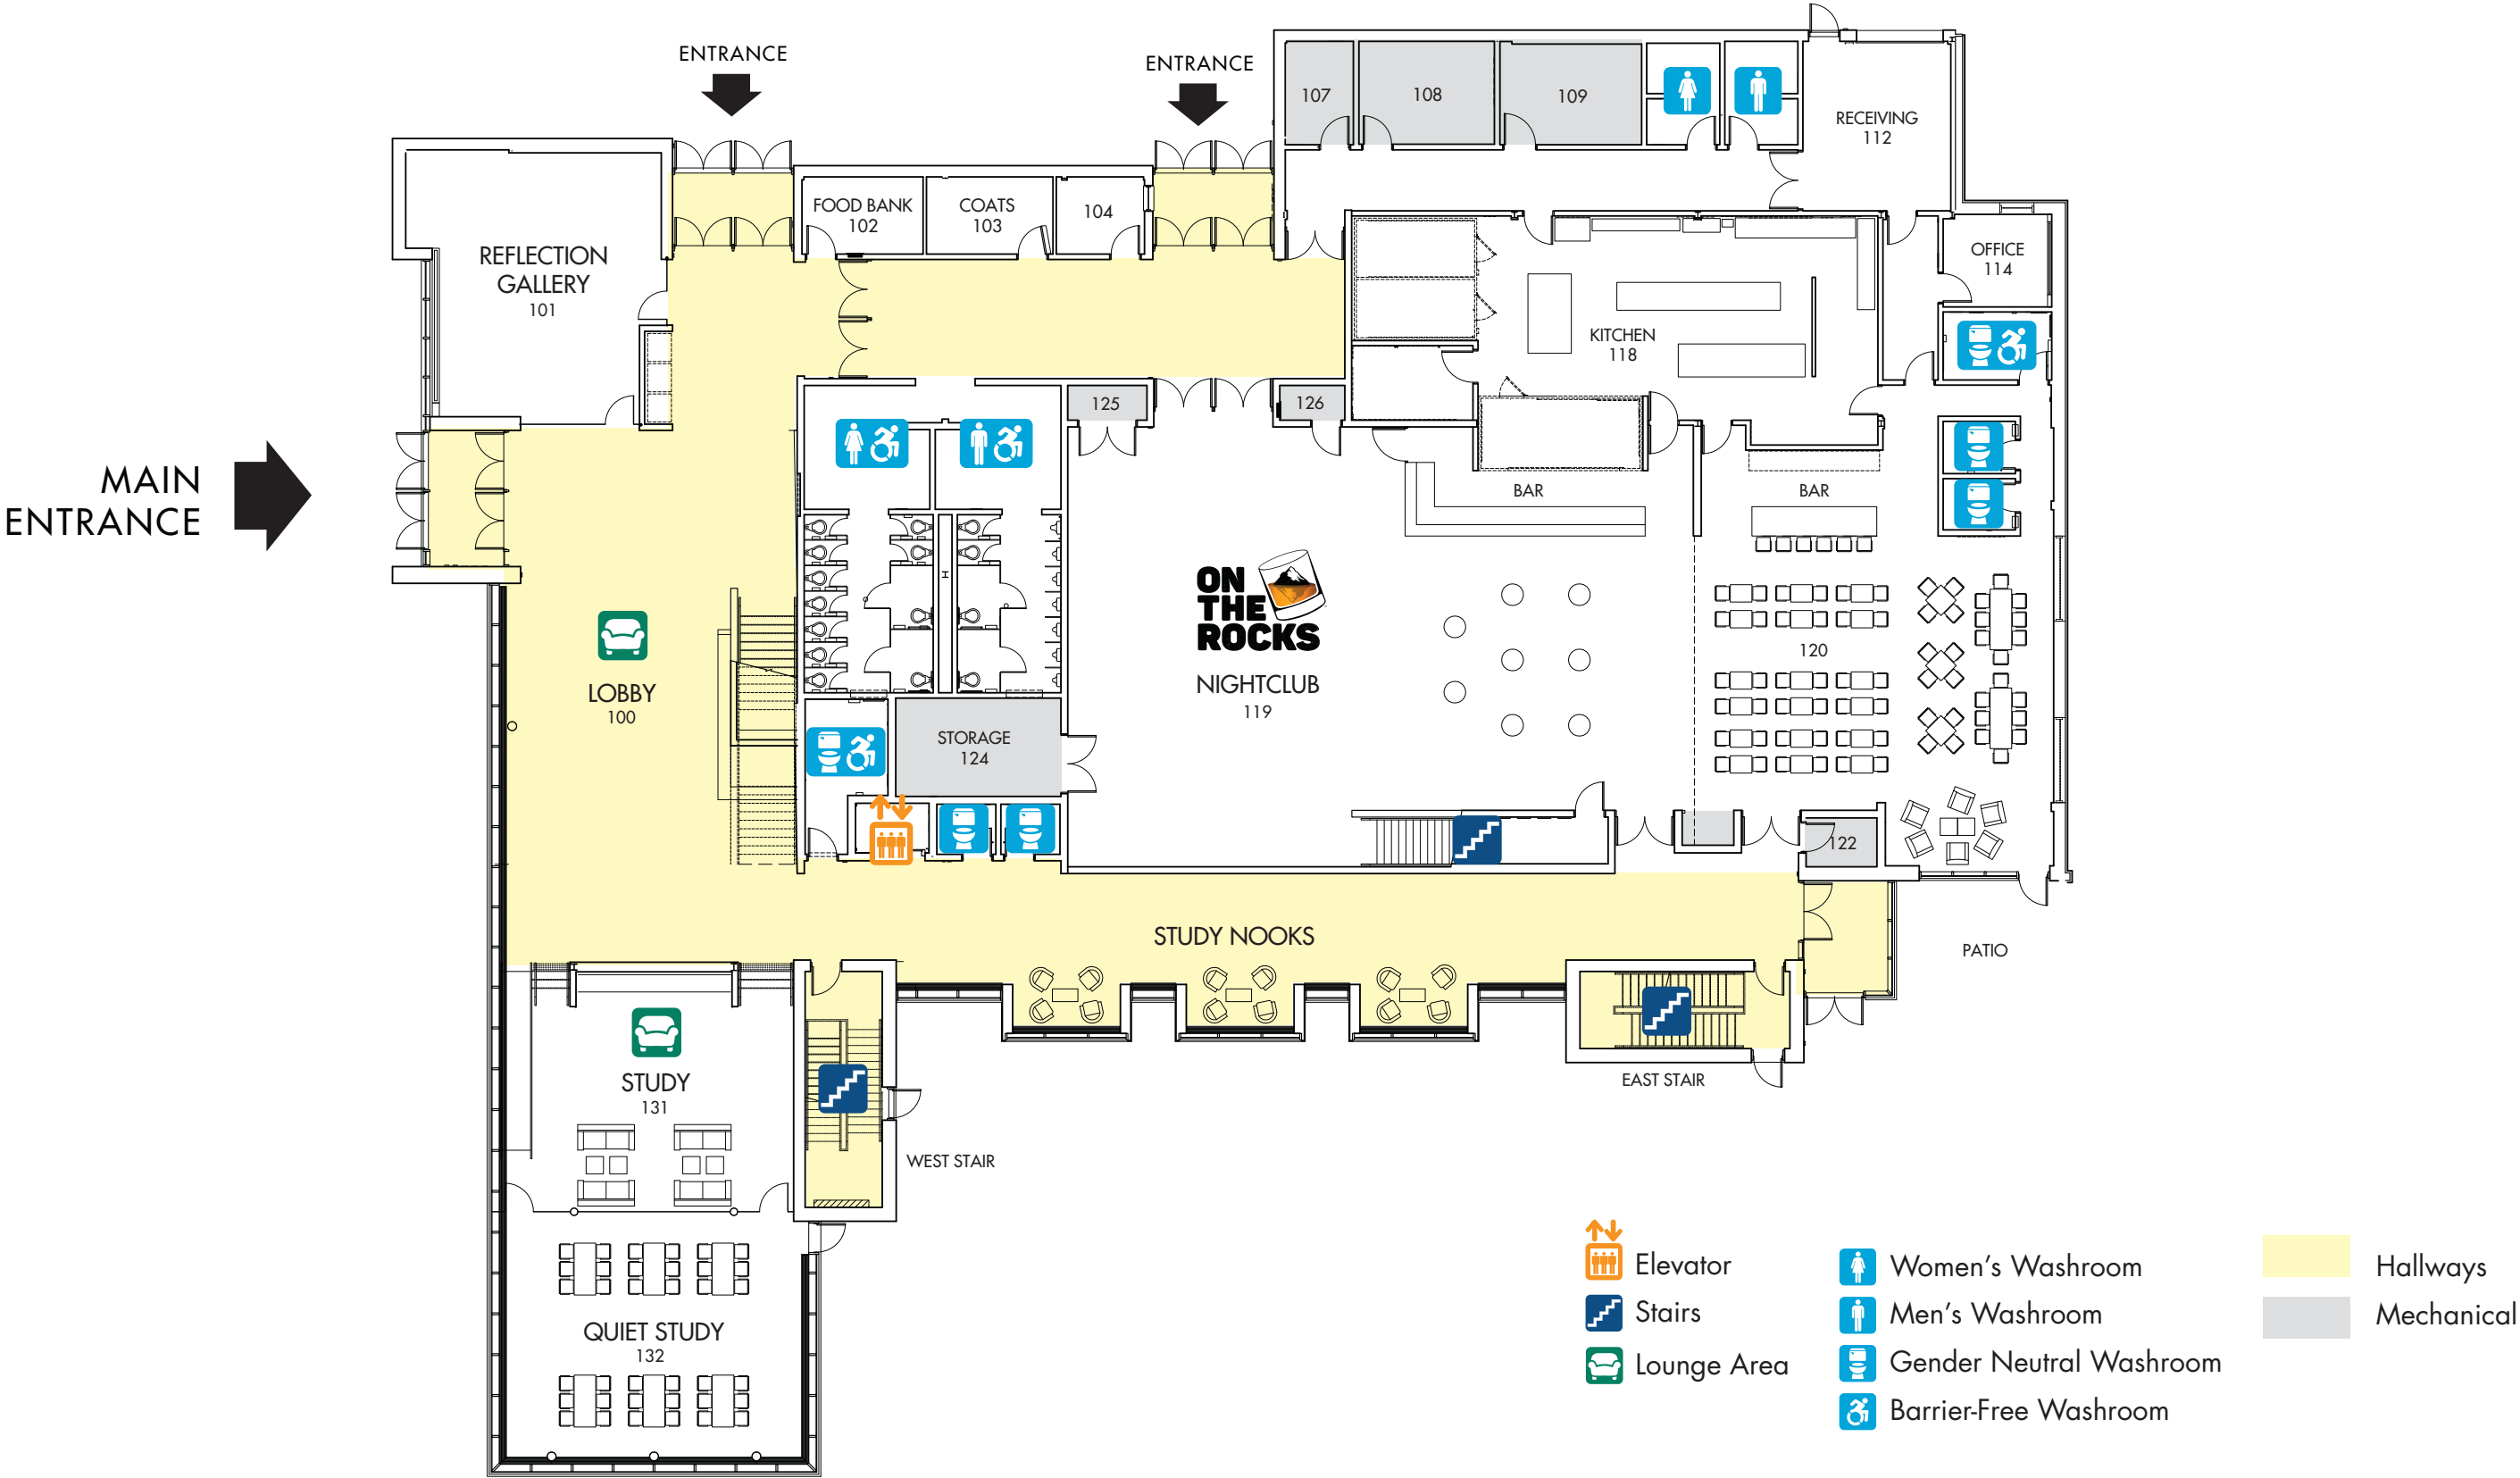 ENTRANCE
ENTRANCE
107
108
109
RECEIVING
112
FOOD BANK
102
COATS
103
104
REFLECTION
GALLERY
101
OFFICE
114
KITCHEN
118
125
126
MAIN
ENTRANCE
BAR
BAR
ON
THE
ROCKS
NIGHTCLUB
119
120
LOBBY
100
STORAGE
124
122
STUDY NOOKS
PATIO
STUDY
131
EAST STAIR
WEST STAIR
QUIET STUDY
132
Elevator
Stairs
Lounge Area
Women's Washroom
Men's Washroom
Gender Neutral Washroom
Barrier-Free Washroom
Hallways
Mechanical